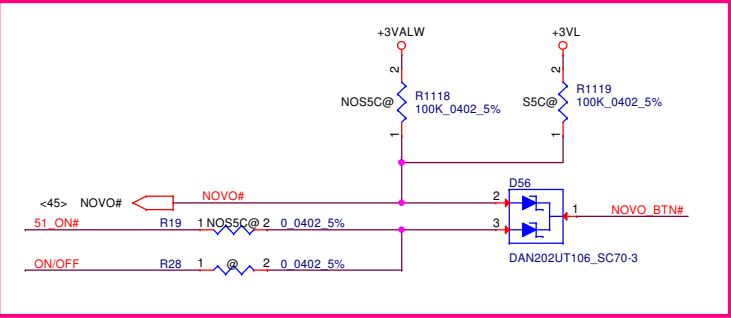 +3VALW
+3VL
2
2
NOS5C@
R1118
100K_0402_5%
S5C@
R1119
100K_0402_5%
1
1
D56
<45> NOVO#
NOVO#
2
1
NOVO_BTN#
51_ON#
R19
1 NOS5C@ 2
0_0402_5%
3
DAN202UT106_SC70-3
ON/OFF
R28
1 @ 2
0_0402_5%